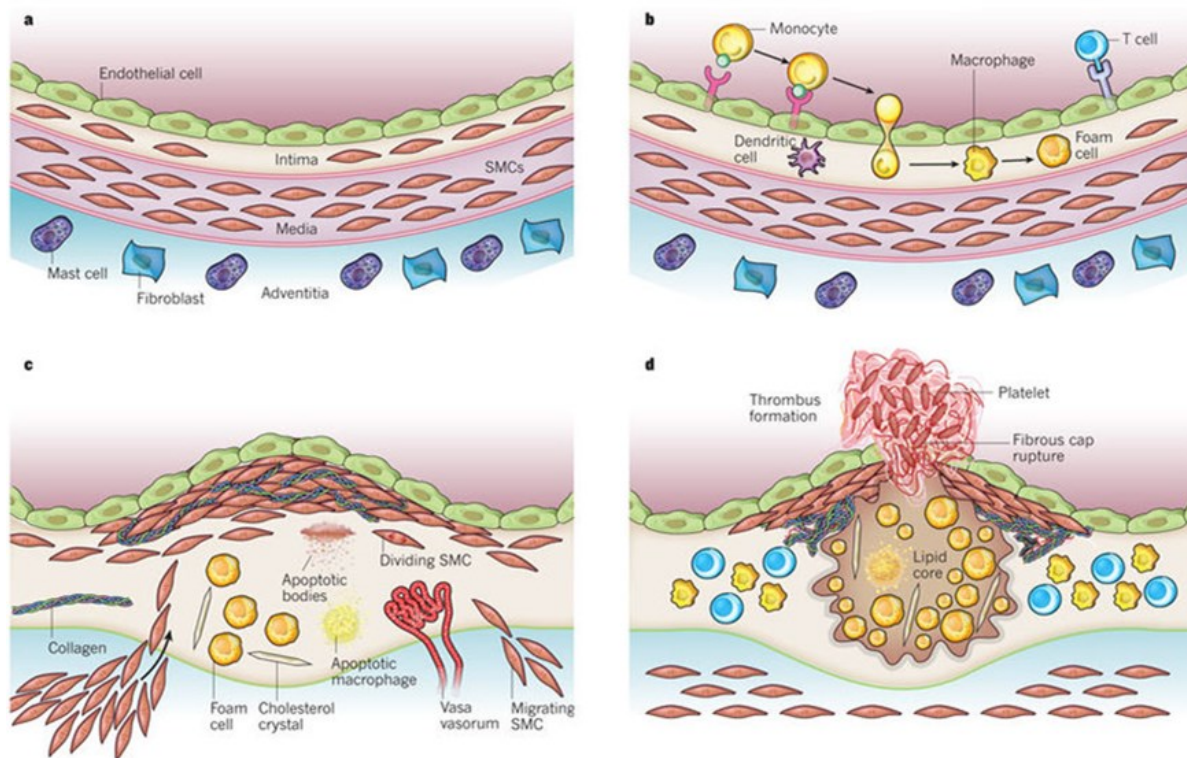 a
Endothelial cell
Intima
SMCs
Media
Mast cell
Fibroblast
Adventitia
b
Monocyte
T cell
Macrophage
Dendritic
cell
Foam
cell
c
Dividing SMC
Apoptotic
bodies
Collagen
Apoptotic
macrophage
Foam
cell
Cholesterol
crystal
Vasa
vasorum
Migrating
SMC
d
Thrombus
formation
Platelet
Fibrous cap
rupture
Lipid
core